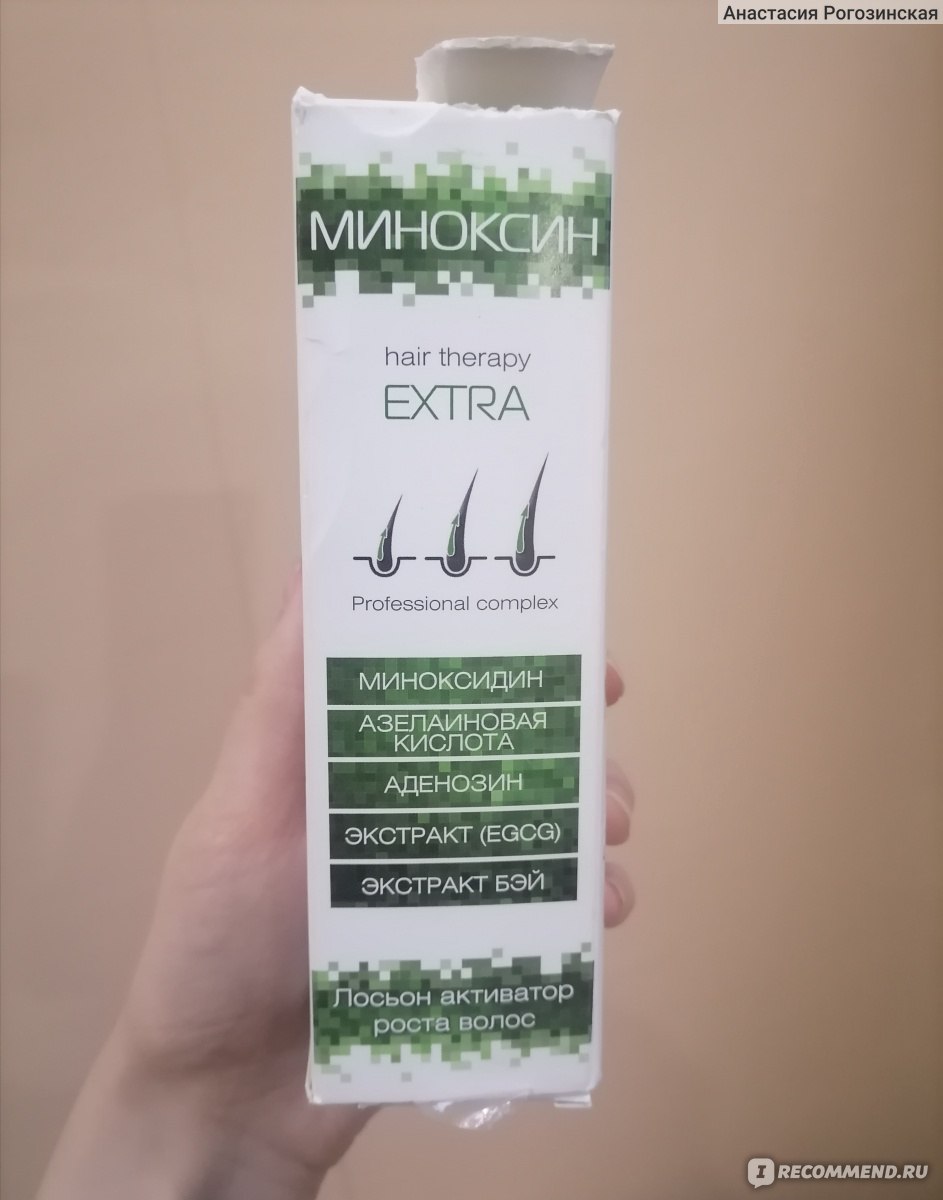 Анастасия Рогозинская
МИНОКСИН
hair therapy
EXTRA
Professional complex
МИНОКСИДИН
АЗЕЛАИНОВАЯ
КИСЛОТА
АДЕНОЗИН
ЭКСТРАКТ (EGCG)
ЭКСТРАКТ БЭЙ
Лосьон активатор
роста волос
I RECOMMEND.RU